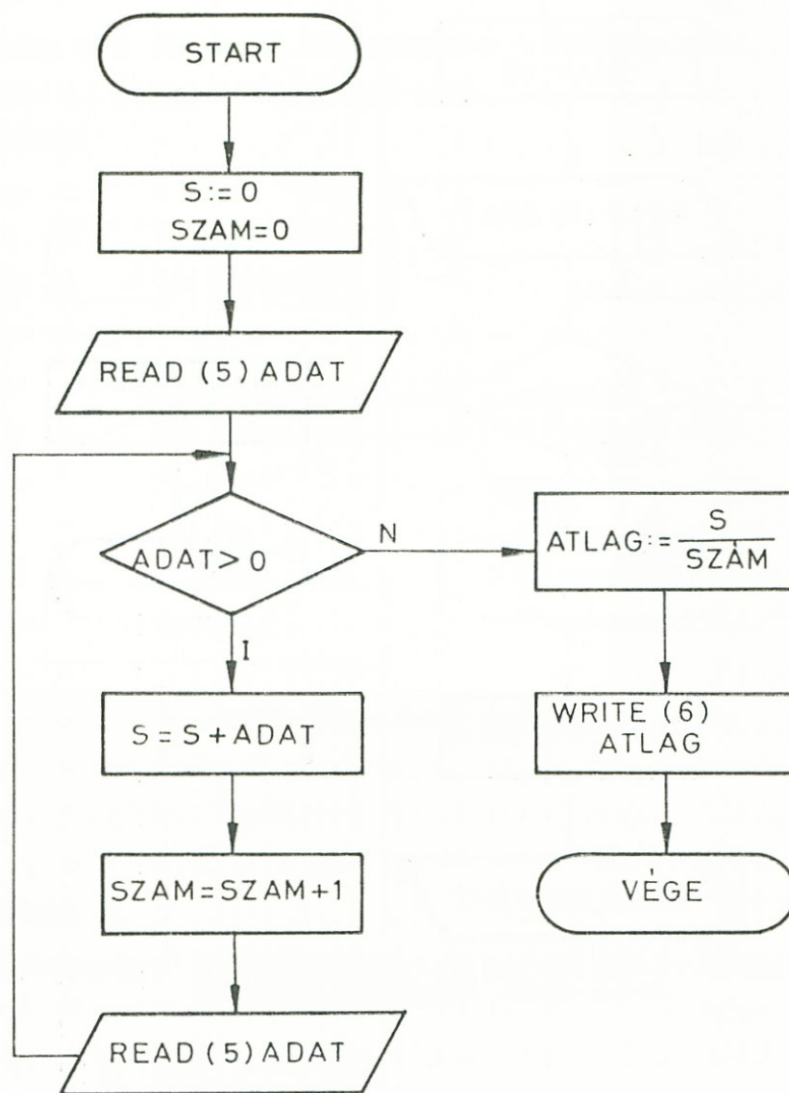 START
S:=0
SZAM=0
READ (5) ADAT
ADAT>0
N
I
S=S+ADAT
SZAM=SZAM+1
READ (5) ADAT
ATLAG:=S
SZÁM
WRITE (6)
ATLAG
VÉGE